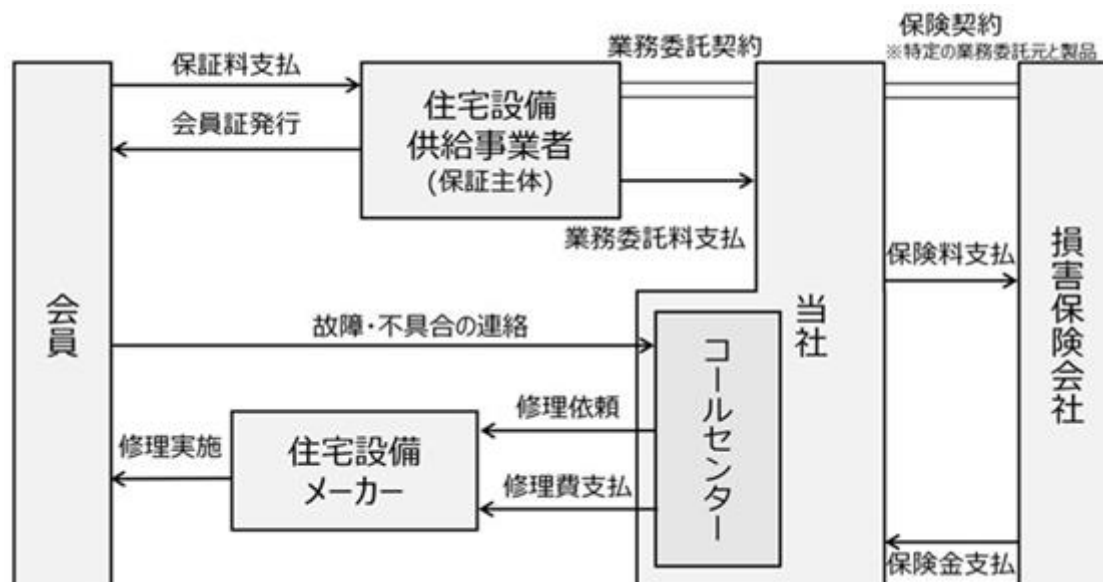 保険契約
業務委託契約
※特定の業務委託元と製品
保証料支払
住宅設備
供給事業者
(保証主体)
会員証発行
業務委託料支払
保険料支払
会員
故障・不具合の連絡
当社
損害保険会社
コールセンター
修理依頼
修理実施
住宅設備
メーカー
修理費支払
保険金支払